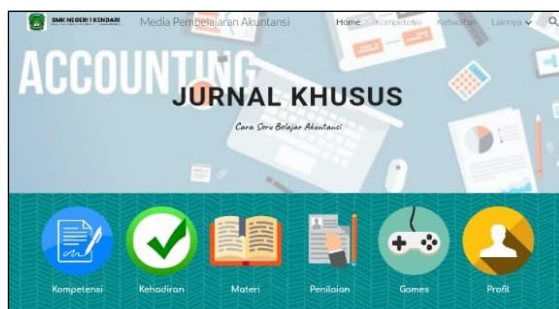 SMK NEGERI 1 KENDARI
Media Pembelajaran Akuntansi
Home
Kompetensi
Kehadiran
Lainnya
ACCOUNTING
JURNAL KHUSUS
Cara Seru Belajar Akuntansi
Kompetensi
Kehadiran
Materi
Penilaian
Games
Profil